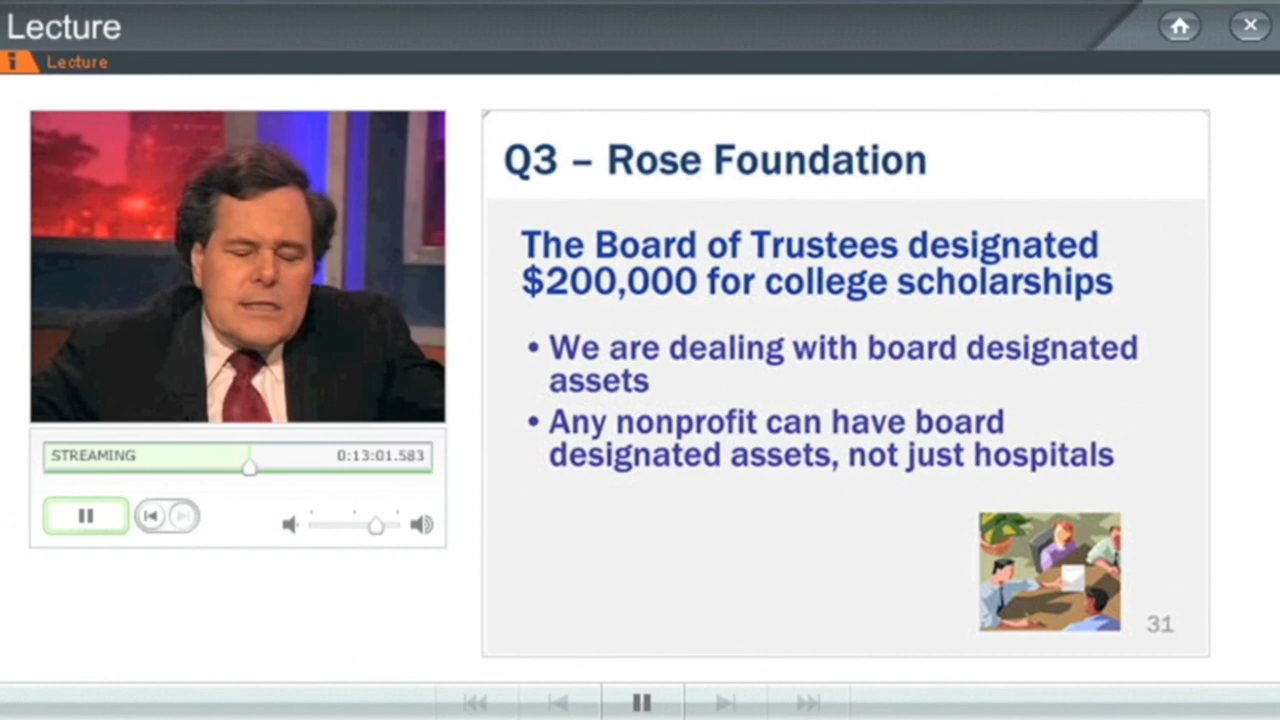 Lecture
i Lecture
Q3 – Rose Foundation
The Board of Trustees designated
$200,000 for college scholarships
• We are dealing with board designated
assets
• Any nonprofit can have board
designated assets, not just hospitals
STREAMING 0:13:01.583
31